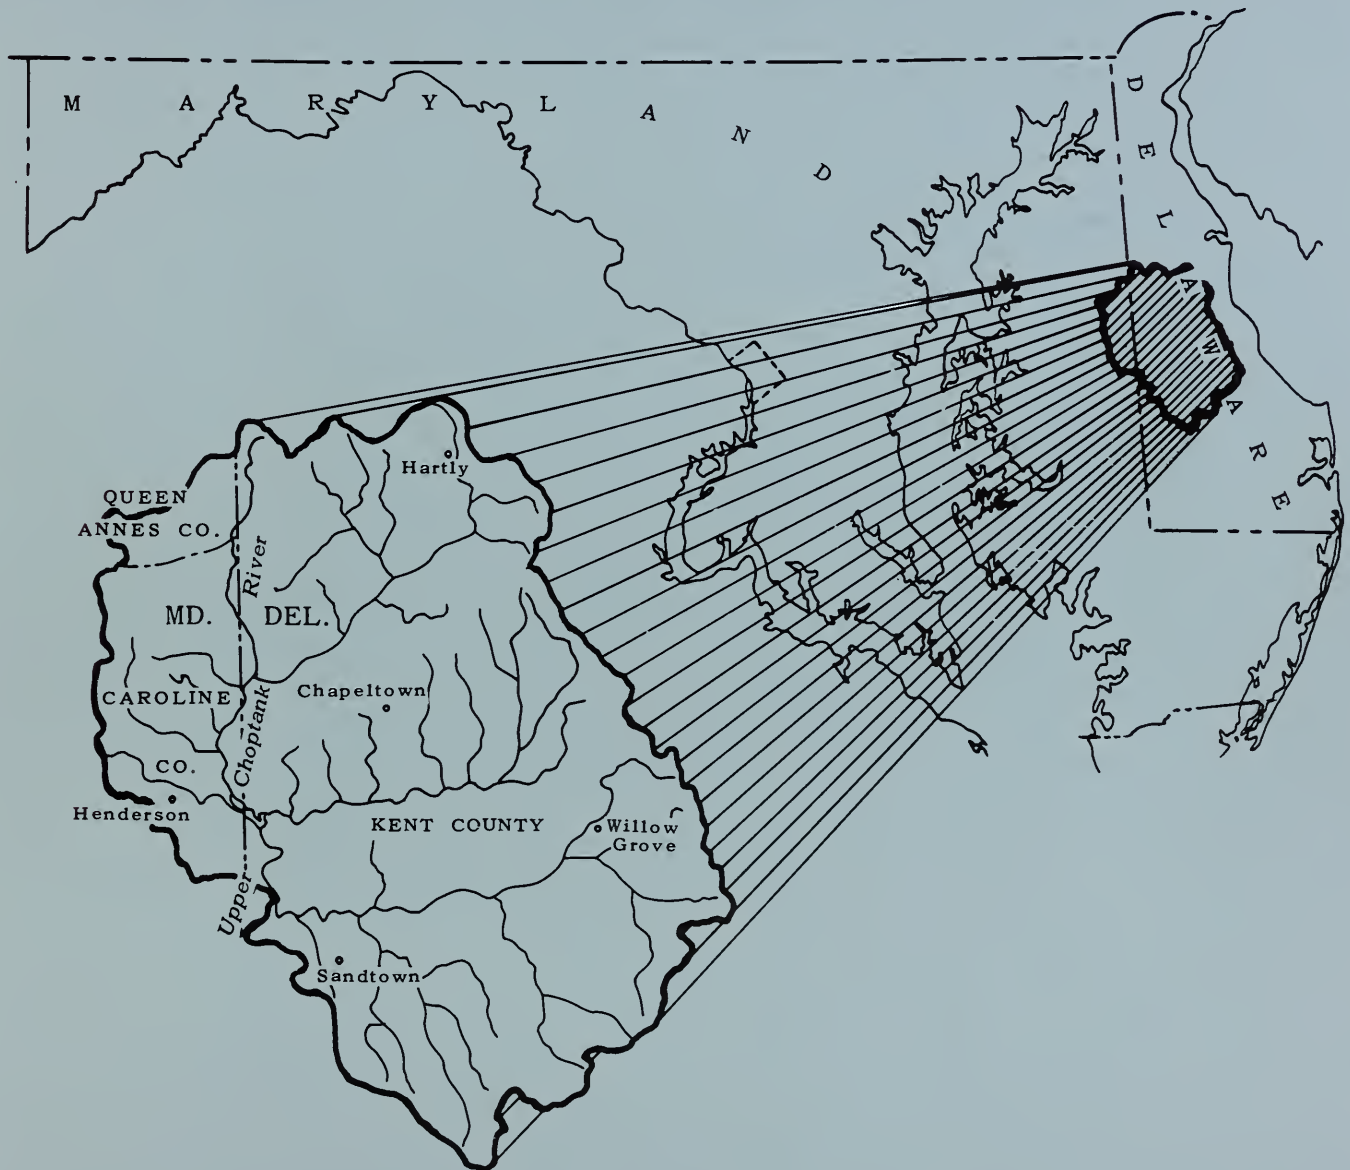 M A R Y L A N D
D E L A W A R E
Hartly
QUEEN
ANNES CO.
River
MD.
DEL.
CAROLINE
Chapeltown
Choptank
CO.
Henderson
KENT COUNTY
Willow
Grove
Upper
Sandtown